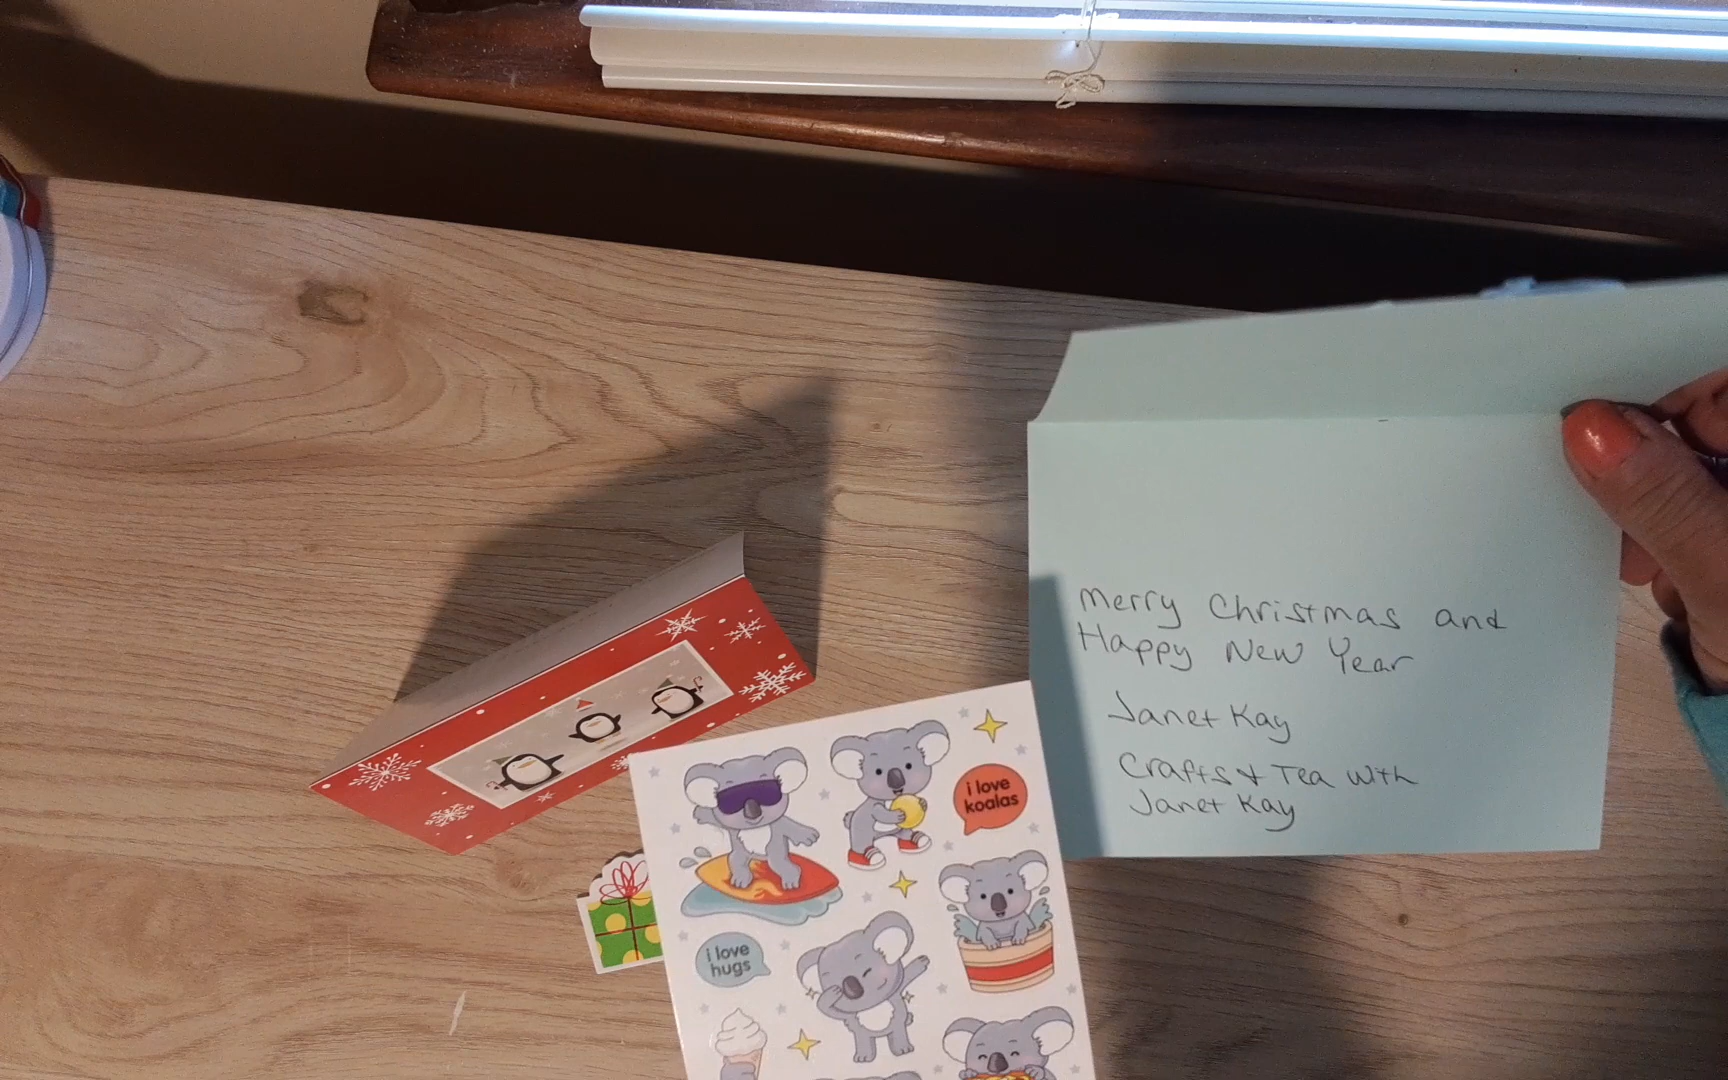 Merry Christmas and
Happy New Year
Janet Kay
Crafts & Tea with
Janet Kay
i love
koalas
i love
hugs